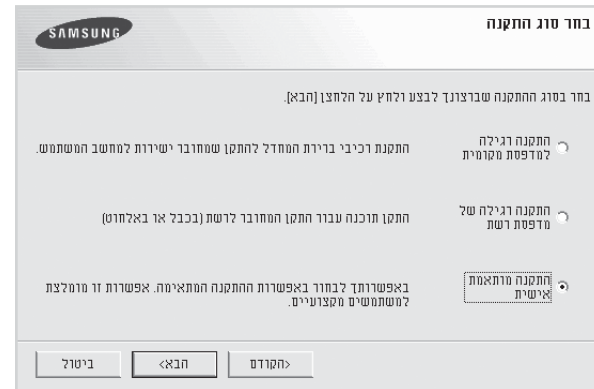 SAMSUNG
בחר סוג התקנה
בחר בסוג ההתקנה שברצונך לבצע ולחץ על הלחצן [הבא].
התקנה רגילה
למדפסת מקומית
התקנת רכיבי ברירת המחדל להתקן שמחובר ישירות למחשב המשתמש.
התקנה רגילה של
מדפסת רשת
התקן תוכנה עבור התקן המחובר לרשת (בכבל או באלחוט)
התקנה מותאמת
אישית
באפשרותך לבחור באפשרות ההתקנה המתאימה. אפשרות זו מומלצת
למשתמשים מקצועיים.
<הקודם
הבא>
ביטול